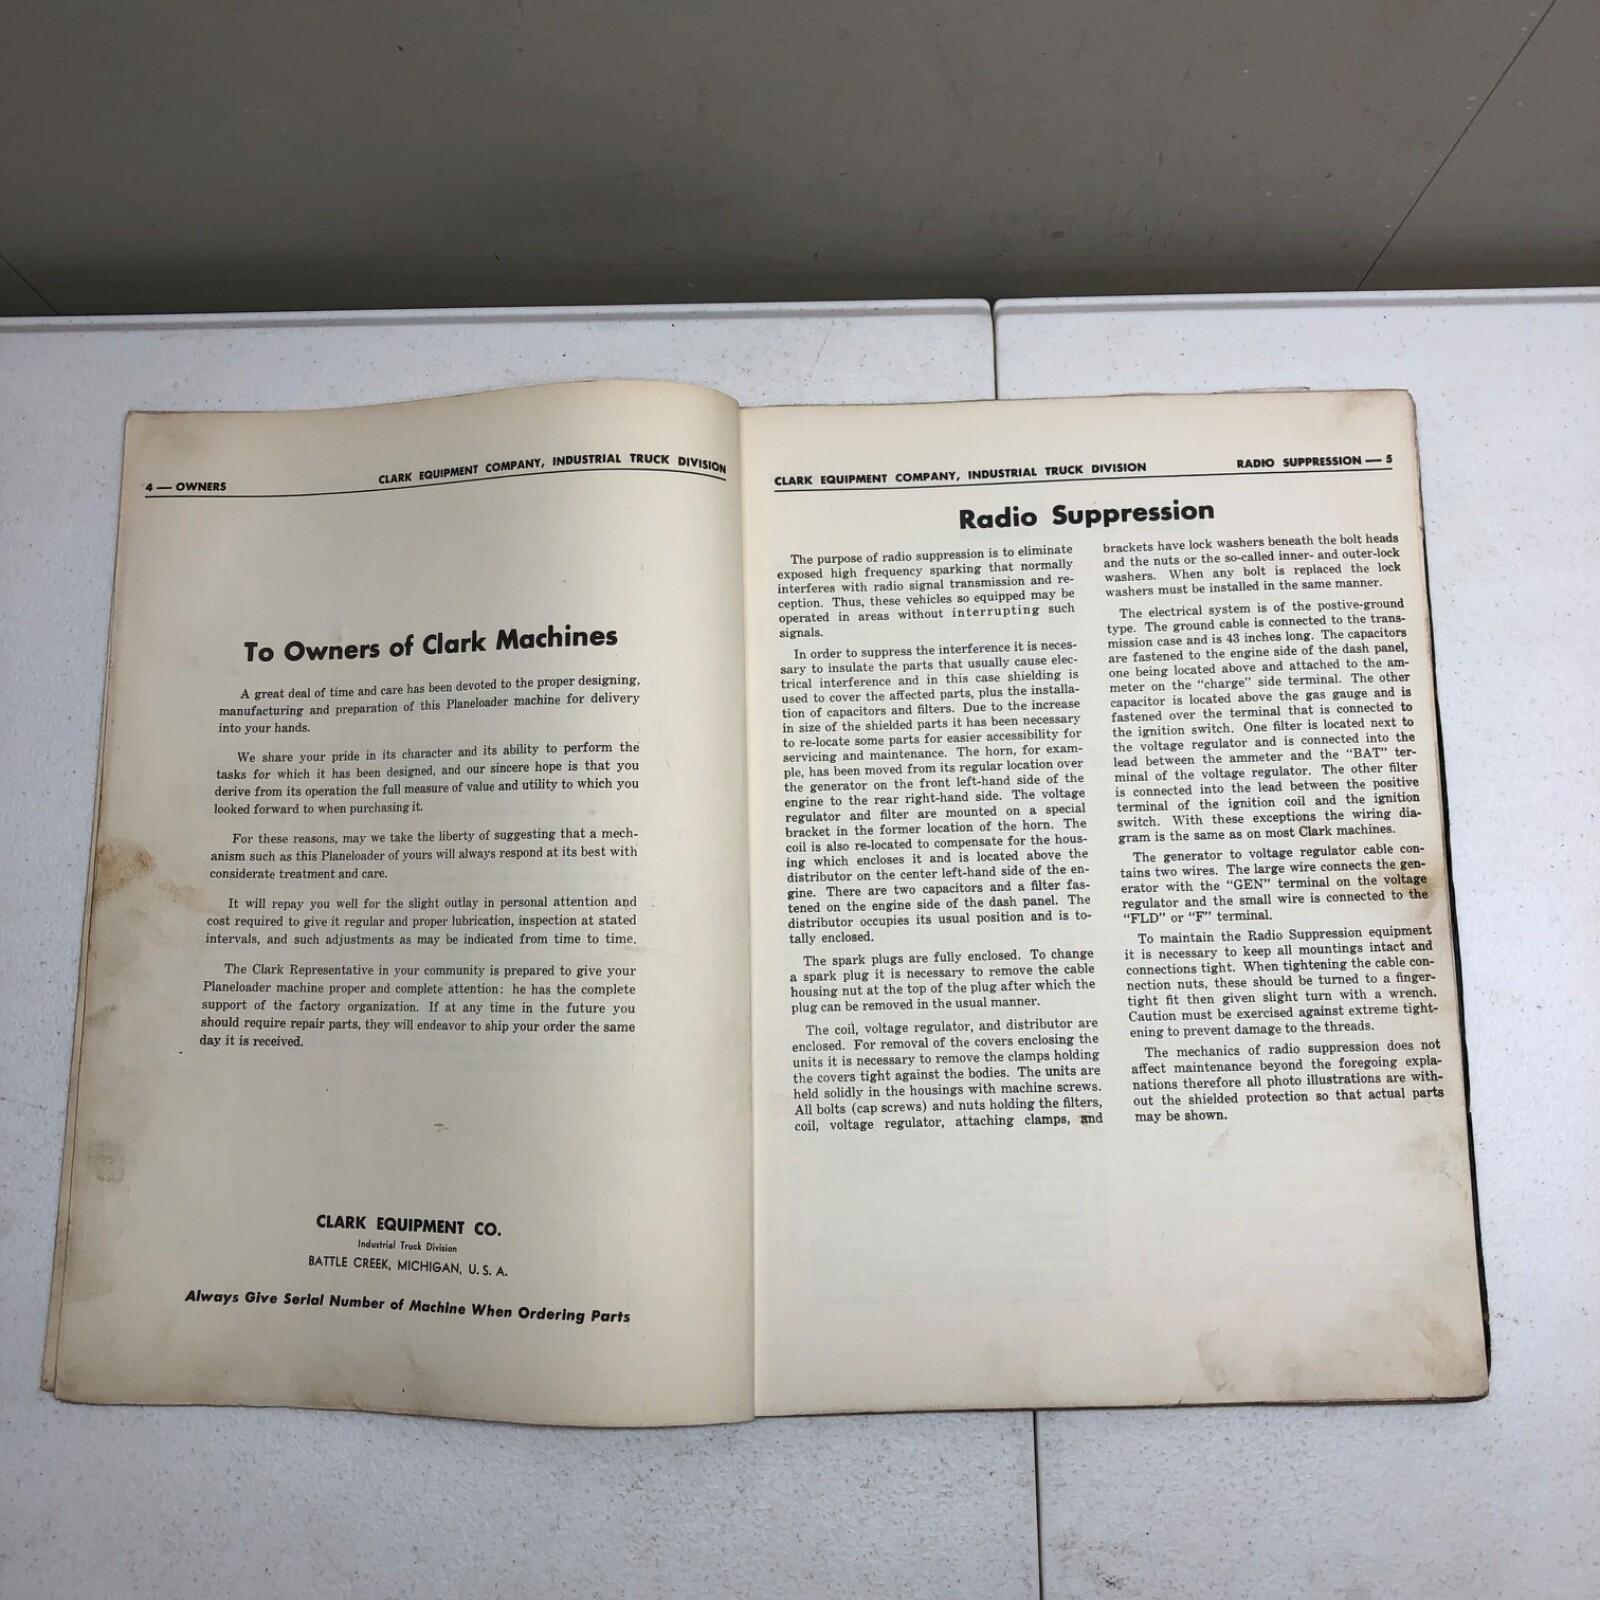 4 — OWNERS
CLARK EQUIPMENT COMPANY, INDUSTRIAL TRUCK DIVISION
To Owners of Clark Machines
A great deal of time and care has been devoted to the proper designing,
manufacturing and preparation of this Planeloader machine for delivery
into your hands.
We share your pride in its character and its ability to perform the
tasks for which it has been designed, and our sincere hope is that you
derive from its operation the full measure of value and utility to which you
looked forward to when purchasing it.
For these reasons, may we take the liberty of suggesting that a mech-
anism such as this Planeloader of yours will always respond at its best with
considerate treatment and care.
It will repay you well for the slight outlay in personal attention and
cost required to give it regular and proper lubrication, inspection at stated
intervals, and such adjustments as may be indicated from time to time.
The Clark Representative in your community is prepared to give your
Planeloader machine proper and complete attention: he has the complete
support of the factory organization. If at any time in the future you
should require repair parts, they will endeavor to ship your order the same
day it is received.
CLARK EQUIPMENT CO.
Industrial Truck Division
BATTLE CREEK, MICHIGAN, U. S. A.
Always Give Serial Number of Machine When Ordering Parts
CLARK EQUIPMENT COMPANY, INDUSTRIAL TRUCK DIVISION
RADIO SUPPRESSION — 5
Radio Suppression
The purpose of radio suppression is to eliminate
exposed high frequency sparking that normally
interferes with radio signal transmission and re-
ception. Thus, these vehicles so equipped may be
operated in areas without interrupting such
signals.
In order to suppress the interference it is neces-
sary to insulate the parts that usually cause elec-
trical interference and in this case shielding is
used to cover the affected parts, plus the installa-
tion of capacitors and filters. Due to the increase
in size of the shielded parts it has been necessary
to re-locate some parts for easier accessibility for
servicing and maintenance. The horn, for exam-
ple, has been moved from its regular location over
the generator on the front left-hand side of the
engine to the rear right-hand side. The voltage
regulator and filter are mounted on a special
bracket in the former location of the horn. The
coil is also re-located to compensate for the hous-
ing which encloses it and is located above the
distributor on the center left-hand side of the en-
gine. There are two capacitors and a filter fas-
tened on the engine side of the dash panel. The
distributor occupies its usual position and is to-
tally enclosed.
The spark plugs are fully enclosed. To change
a spark plug it is necessary to remove the cable
housing nut at the top of the plug after which the
plug can be removed in the usual manner.
The coil, voltage regulator, and distributor are
enclosed. For removal of the covers enclosing the
units it is necessary to remove the clamps holding
the covers tight against the bodies. The units are
held solidly in the housings with machine screws.
All bolts (cap screws) and nuts holding the filters,
coil, voltage regulator, attaching clamps, and
brackets have lock washers beneath the bolt heads
and the nuts or the so-called inner- and outer-lock
washers. When any bolt is replaced the lock
washers must be installed in the same manner.
The electrical system is of the postive-ground
type. The ground cable is connected to the trans-
mission case and is 43 inches long. The capacitors
are fastened to the engine side of the dash panel,
one being located above and attached to the am-
meter on the "charge" side terminal. The other
capacitor is located above the gas gauge and is
fastened over the terminal that is connected to
the ignition switch. One filter is located next to
the voltage regulator and is connected into the
lead between the ammeter and the "BAT" ter-
minal of the voltage regulator. The other filter
is connected into the lead between the positive
terminal of the ignition coil and the ignition
switch. With these exceptions the wiring dia-
gram is the same as on most Clark machines.
The generator to voltage regulator cable con-
tains two wires. The large wire connects the gen-
erator with the "GEN" terminal on the voltage
regulator and the small wire is connected to the
"FLD" or "F" terminal.
To maintain the Radio Suppression equipment
it is necessary to keep all mountings intact and
connections tight. When tightening the cable con-
nection nuts, these should be turned to a finger-
tight fit then given slight turn with a wrench.
Caution must be exercised against extreme tight-
ening to prevent damage to the threads.
The mechanics of radio suppression does not
affect maintenance beyond the foregoing expla-
nations therefore all photo illustrations are with-
out the shielded protection so that actual parts
may be shown.